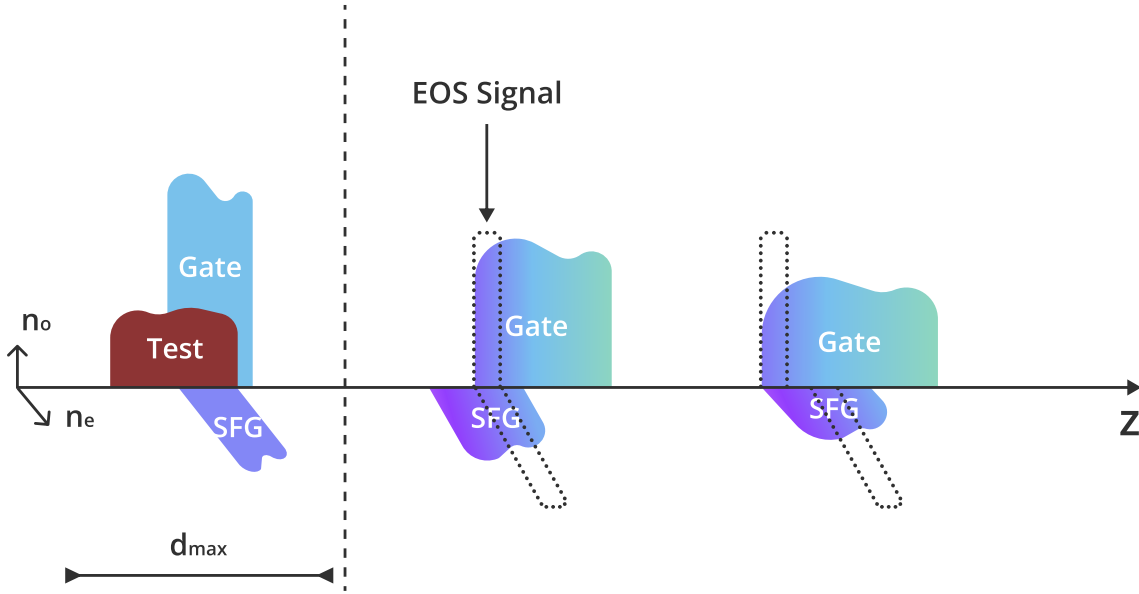 EOS Signal
Gate
Test
SFG
Gate
SFG
Gate
SFG
no
ne
Z
dmax